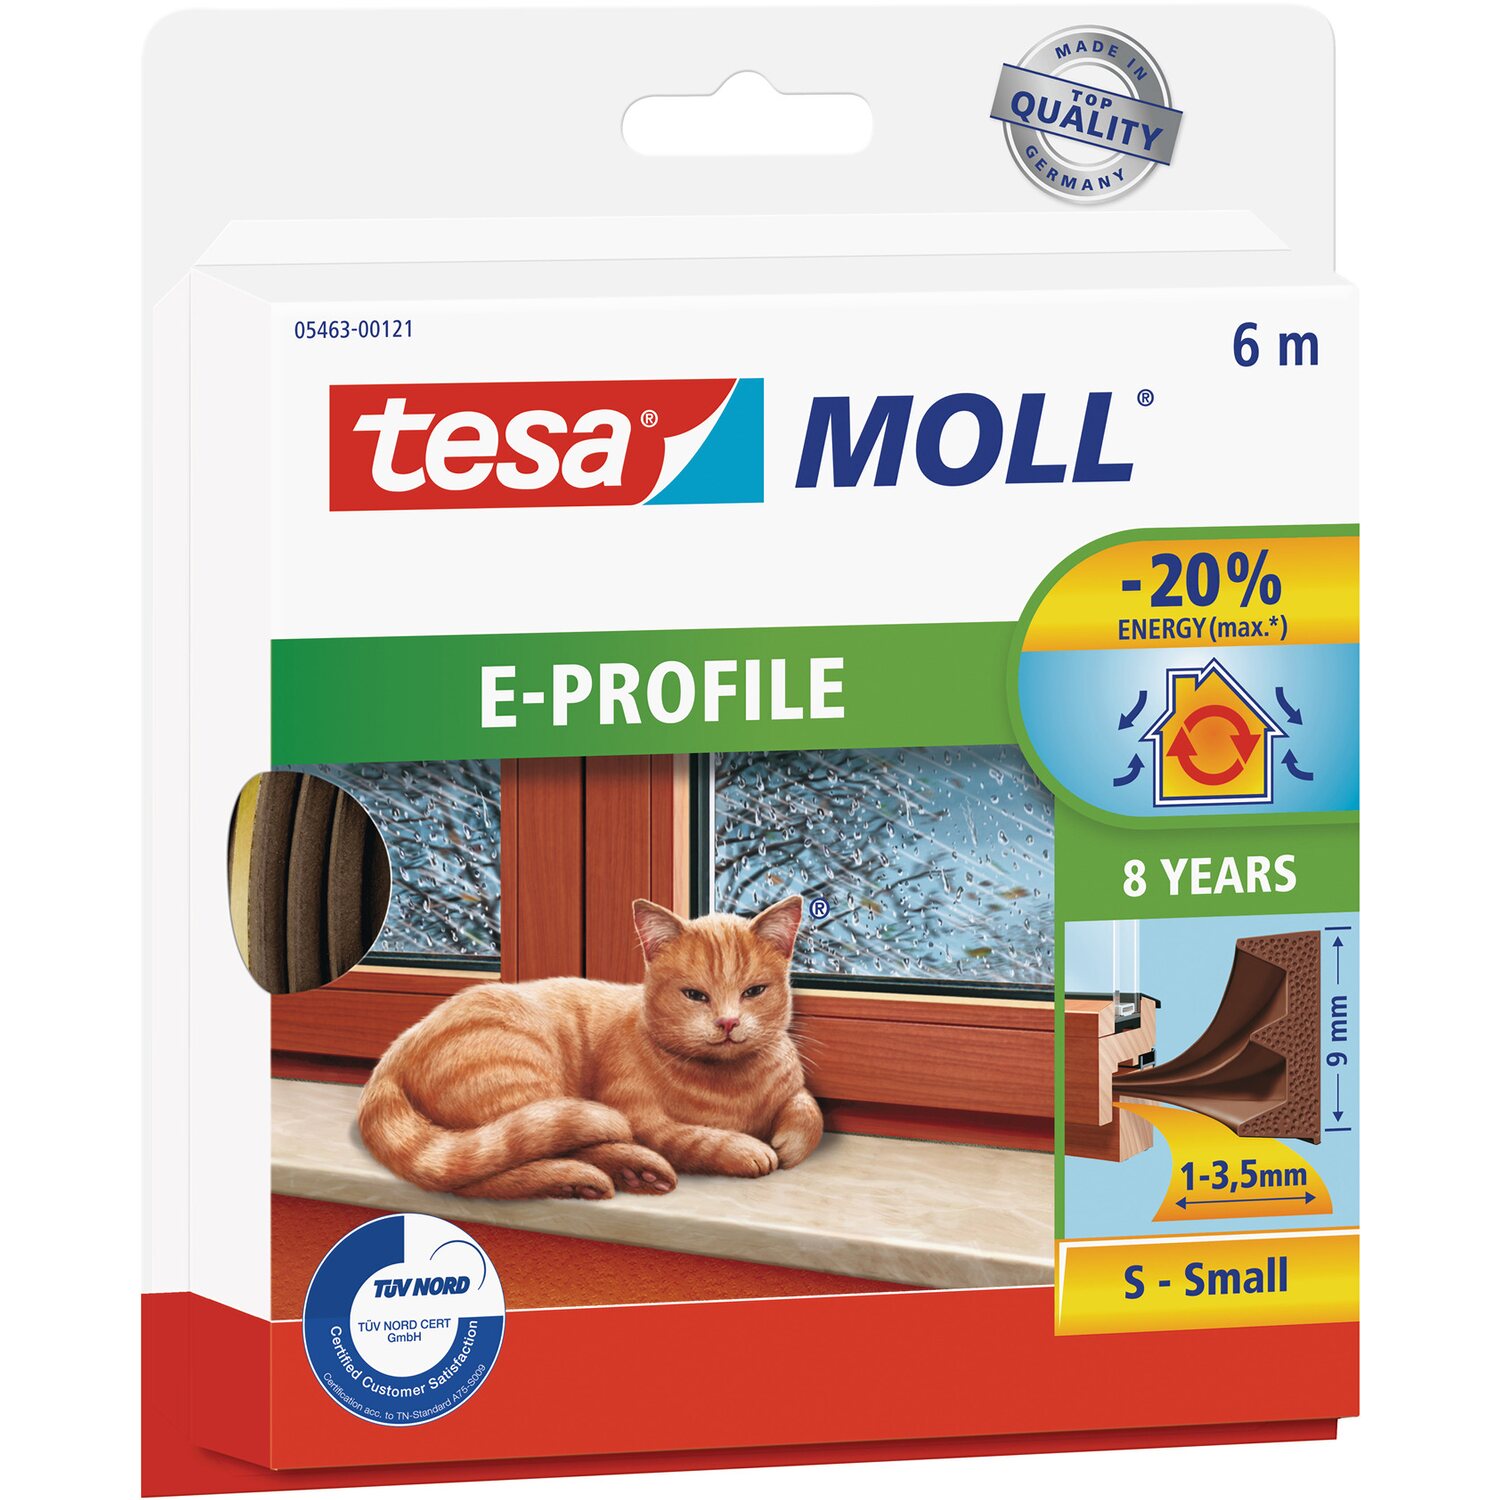 MADE IN
TOP
QUALITY
GERMANY
05463-00121
6 m
tesa® MOLL®
-20%
ENERGY (max.*)
E-PROFILE
8 YEARS
®
9 mm
1-3,5mm
S - Small
TÜV NORD
TÜV NORD CERT
GmbH
Certified Customer Satisfaction
Certification acc. to TN-Standard A75-S009